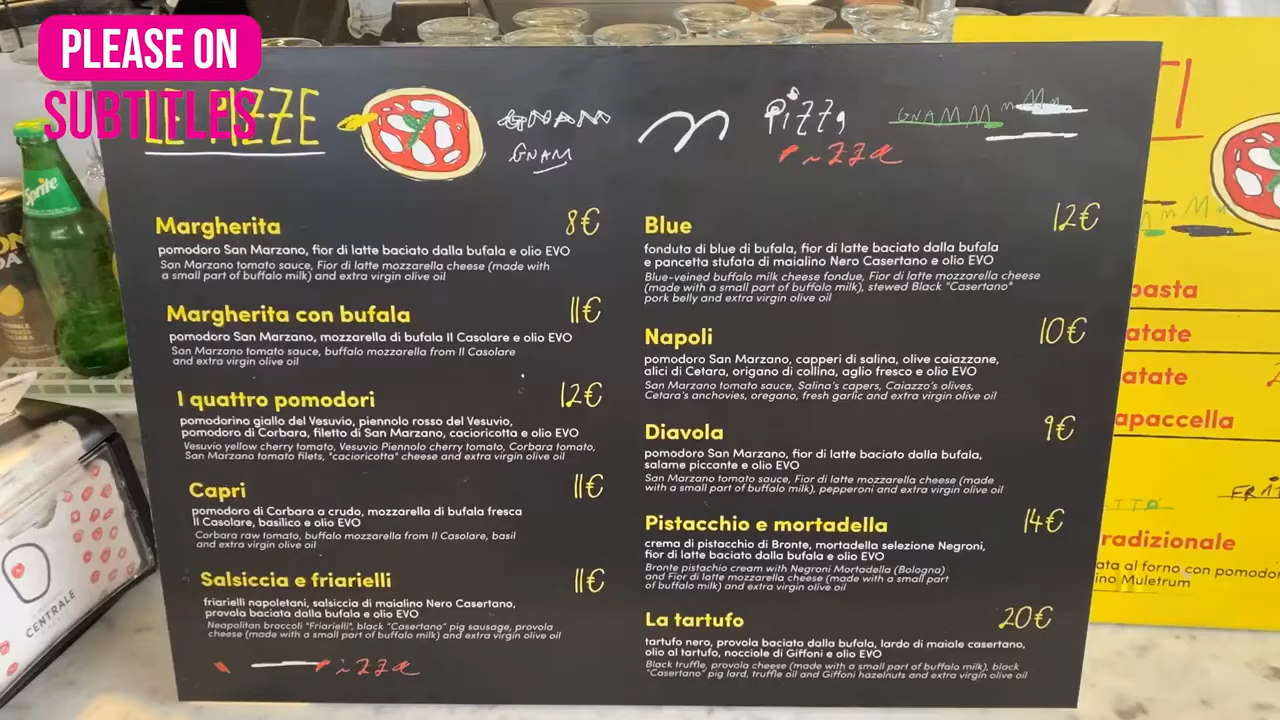 PLEASE ON
SUBTITLES
LE PIZZE
GNAM
GNAM
Pizza
Pizza
GNAMM
Margherita 8€
pomodoro San Marzano, fior di latte baciato dalla bufala e olio EVO
San Marzano tomato sauce, Fior di latte mozzarella cheese (made with
a small part of buffalo milk) and extra virgin olive oil
Margherita con bufala 11€
pomodoro San Marzano, mozzarella di bufala Il Casolare e olio EVO
San Marzano tomato sauce, buffalo mozzarella from Il Casolare
and extra virgin olive oil
I quattro pomodori 12€
pomodorino giallo del Vesuvio, piennolo rosso del Vesuvio,
pomodoro di Corbara, filetto di San Marzano, cacioricotta e olio EVO
Vesuvio yellow cherry tomato, Vesuvio Piennolo cherry tomato, Corbara tomato,
San Marzano tomato filets, "cacioricotta" cheese and extra virgin olive oil
Capri 11€
pomodoro di Corbara a crudo, mozzarella di bufala fresca
Il Casolare, basilico e olio EVO
Corbara raw tomato, buffalo mozzarella from Il Casolare, basil
and extra virgin olive oil
Salsiccia e friarielli 11€
friarielli napoletani, salsiccia di maialino Nero Casertano,
provola baciata dalla bufala e olio EVO
Neapolitan broccoli "Friarielli", black "Casertano" pig sausage, provola
cheese (made with a small part of buffalo milk) and extra virgin olive oil
Blue 12€
fonduta di blue di bufala, fior di latte baciato dalla bufala
e pancetta stufata di maialino Nero Casertano e olio EVO
Blue-veined buffalo milk cheese fondue, Fior di latte mozzarella cheese
(made with a small part of buffalo milk), stewed Black "Casertano"
pork belly and extra virgin olive oil
Napoli 10€
pomodoro San Marzano, capperi di salina, olive caiazzane,
alici di Cetara, origano di collina, aglio fresco e olio EVO
San Marzano tomato sauce, Salina's capers, Caiazzo's olives,
Cetara's anchovies, oregano, fresh garlic and extra virgin olive oil
Diavola 9€
pomodoro San Marzano, fior di latte baciato dalla bufala,
salame piccante e olio EVO
San Marzano tomato sauce, Fior di latte mozzarella cheese (made
with a small part of buffalo milk), pepperoni and extra virgin olive oil
Pistacchio e mortadella 14€
crema di pistacchio di Bronte, mortadella selezione Negroni,
fior di latte baciato dalla bufala e olio EVO
Bronte pistachio cream with Negroni Mortadella (Bologna)
and Fior di latte mozzarella cheese (made with a small part
of buffalo milk) and extra virgin olive oil
La tartufo 20€
tartufo nero, provola baciata dalla bufala, lardo di maiale casertano,
olio al tartufo, nocciole di Giffoni e olio EVO
Black truffle, provola cheese (made with a small part of buffalo milk), black
"Casertano" pig lard, truffle oil and Giffoni hazelnuts and extra virgin olive oil
Sprite
CENTRALE
TI
pasta
atate
atate
apaccella
radizionale
ata al forno con pomodor
ino Muletrum